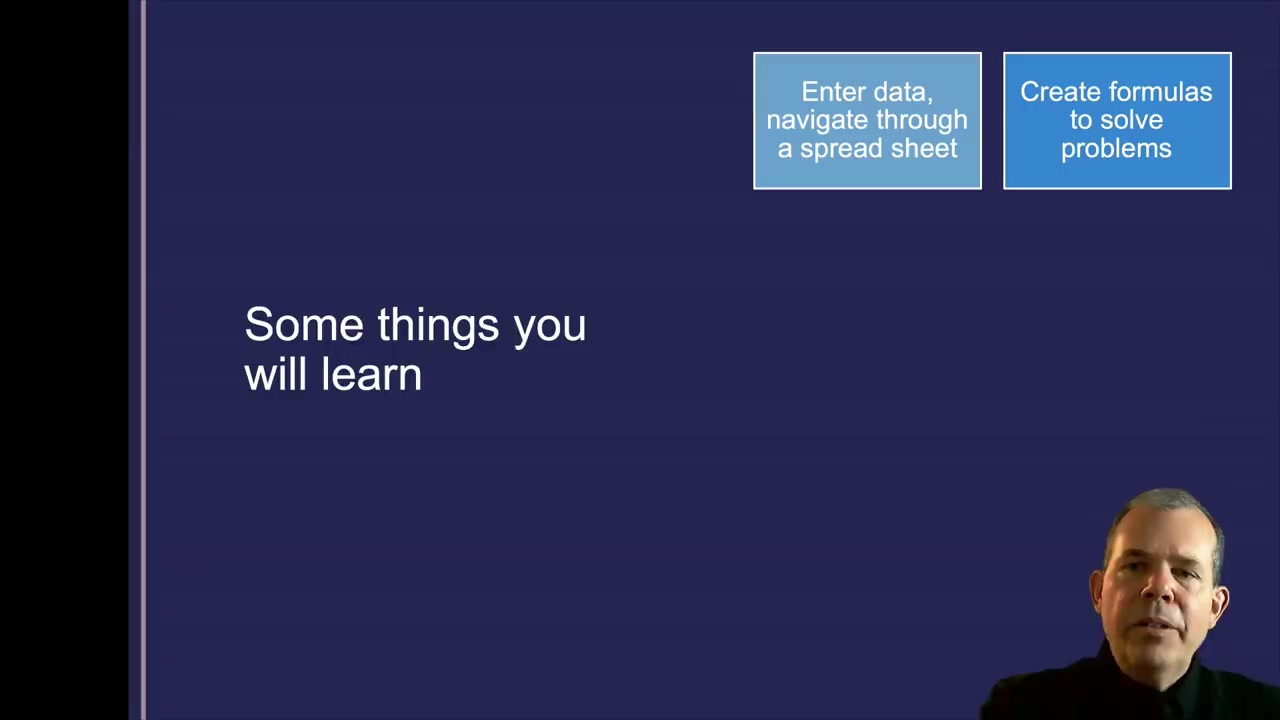 Enter data,
navigate through
a spread sheet
Create formulas
to solve
problems
Some things you
will learn